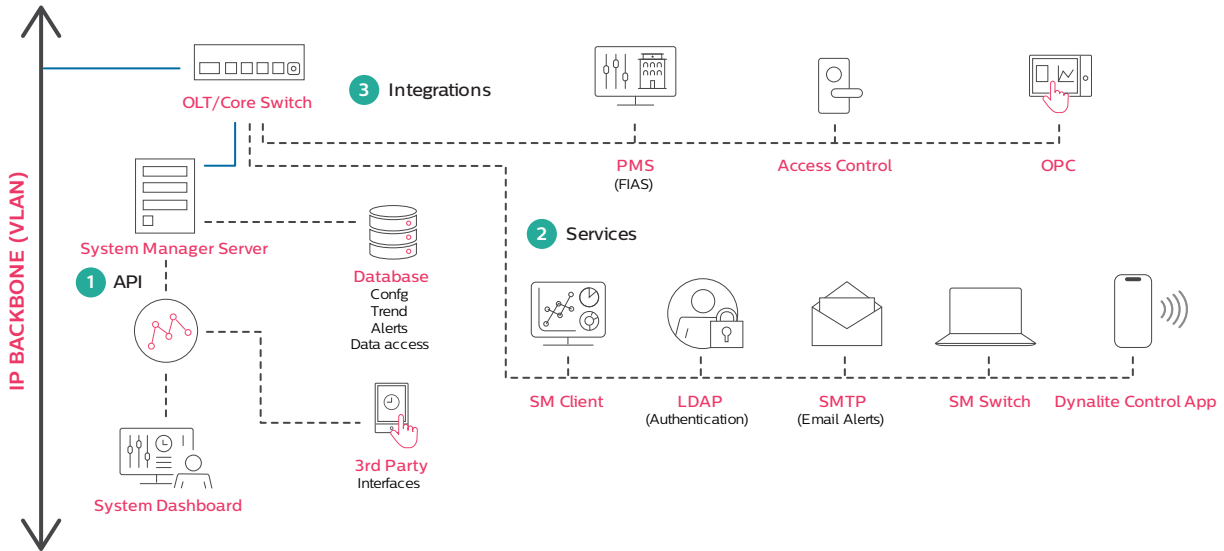 IP BACKBONE (VLAN)
OLT/Core Switch
3 Integrations
PMS
(FIAS)
Access Control
OPC
System Manager Server
1 API
Database
Confg
Trend
Alerts
Data access
2 Services
SM Client
LDAP
(Authentication)
SMTP
(Email Alerts)
SM Switch
Dynalite Control App
3rd Party
Interfaces
System Dashboard